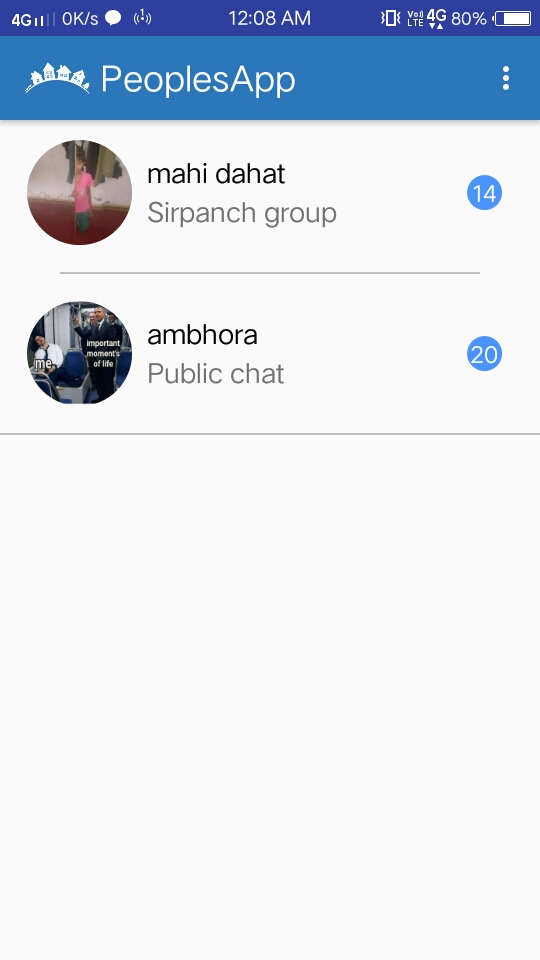 4G 0K/s 12:08 AM VoD LTE 4G 80%
PeoplesApp
mahi dahat
Sirpanch group
14
me
important
moment's
of life
ambhora
Public chat
20